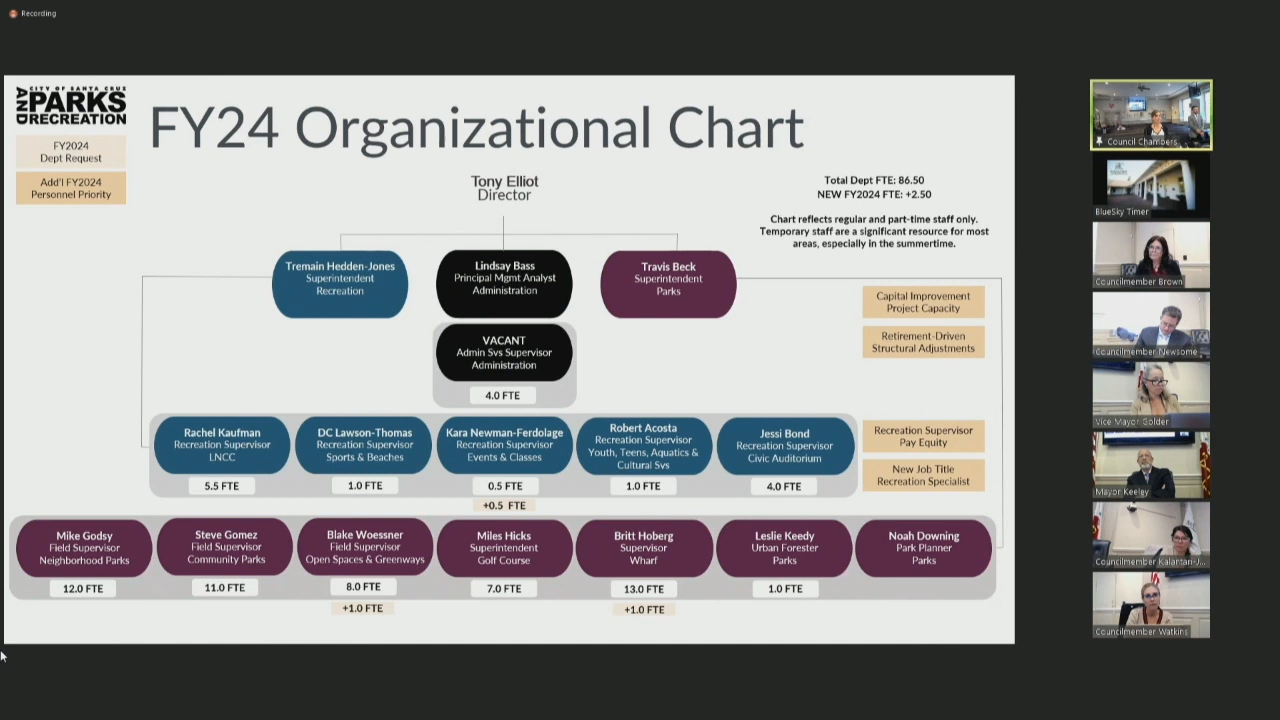 Recording
CITY OF SANTA CRUZ
AND PARKS
RECREATION
FY24 Organizational Chart
FY2024
Dept Request
Add'l FY2024
Personnel Priority
Tony Elliot
Director
Total Dept FTE: 86.50
NEW FY2024 FTE: +2.50
Chart reflects regular and part-time staff only.
Temporary staff are a significant resource for most
areas, especially in the summertime.
Tremain Hedden-Jones
Superintendent
Recreation
Lindsay Bass
Principal Mgmt Analyst
Administration
Travis Beck
Superintendent
Parks
VACANT
Admin Svs Supervisor
Administration
4.0 FTE
Capital Improvement
Project Capacity
Retirement-Driven
Structural Adjustments
Rachel Kaufman
Recreation Supervisor
LNCC
5.5 FTE
DC Lawson-Thomas
Recreation Supervisor
Sports & Beaches
1.0 FTE
Kara Newman-Ferdolage
Recreation Supervisor
Events & Classes
0.5 FTE
+0.5 FTE
Robert Acosta
Recreation Supervisor
Youth, Teens, Aquatics &
Cultural Svs
1.0 FTE
Jessi Bond
Recreation Supervisor
Civic Auditorium
4.0 FTE
Recreation Supervisor
Pay Equity
New Job Title
Recreation Specialist
Mike Godsy
Field Supervisor
Neighborhood Parks
12.0 FTE
Steve Gomez
Field Supervisor
Community Parks
11.0 FTE
Blake Woessner
Field Supervisor
Open Spaces & Greenways
8.0 FTE
+1.0 FTE
Miles Hicks
Superintendent
Golf Course
7.0 FTE
Britt Hoberg
Supervisor
Wharf
13.0 FTE
+1.0 FTE
Leslie Keedy
Urban Forester
Parks
1.0 FTE
Noah Downing
Park Planner
Parks
Council Chambers
BlueSky Timer
Councilmember Brown
Councilmember Newsome
Vice Mayor Golder
Mayor Keeley
Councilmember Kalantari-J...
Councilmember Watkins